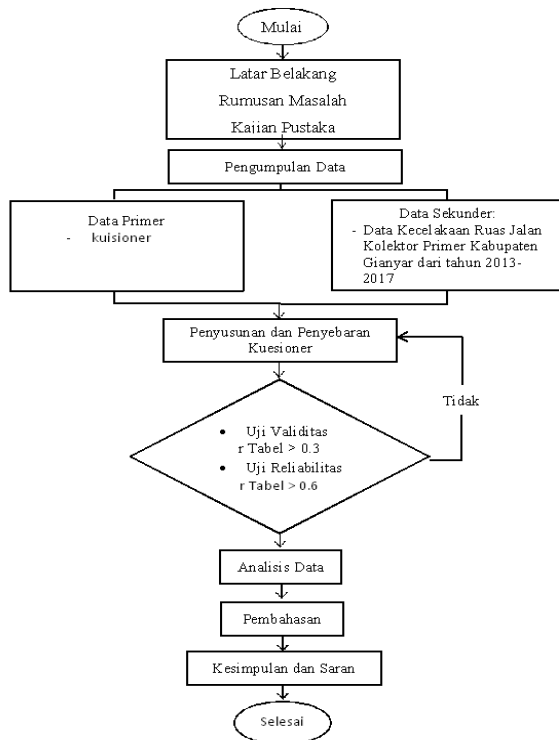 Mulai
Latar Belakang
Rumusan Masalah
Kajian Pustaka
Pengumpulan Data
Data Primer
- kuisioner
Data Sekunder:
- Data Kecelakaan Ruas Jalan
Kolektor Primer Kabupaten
Gianyar dari tahun 2013-
2017
Penyusunan dan Penyebaran
Kuesioner
Tidak
• Uji Validitas
r Tabel > 0.3
• Uji Reliabilitas
r Tabel > 0.6
Analisis Data
Pembahasan
Kesimpulan dan Saran
Selesai